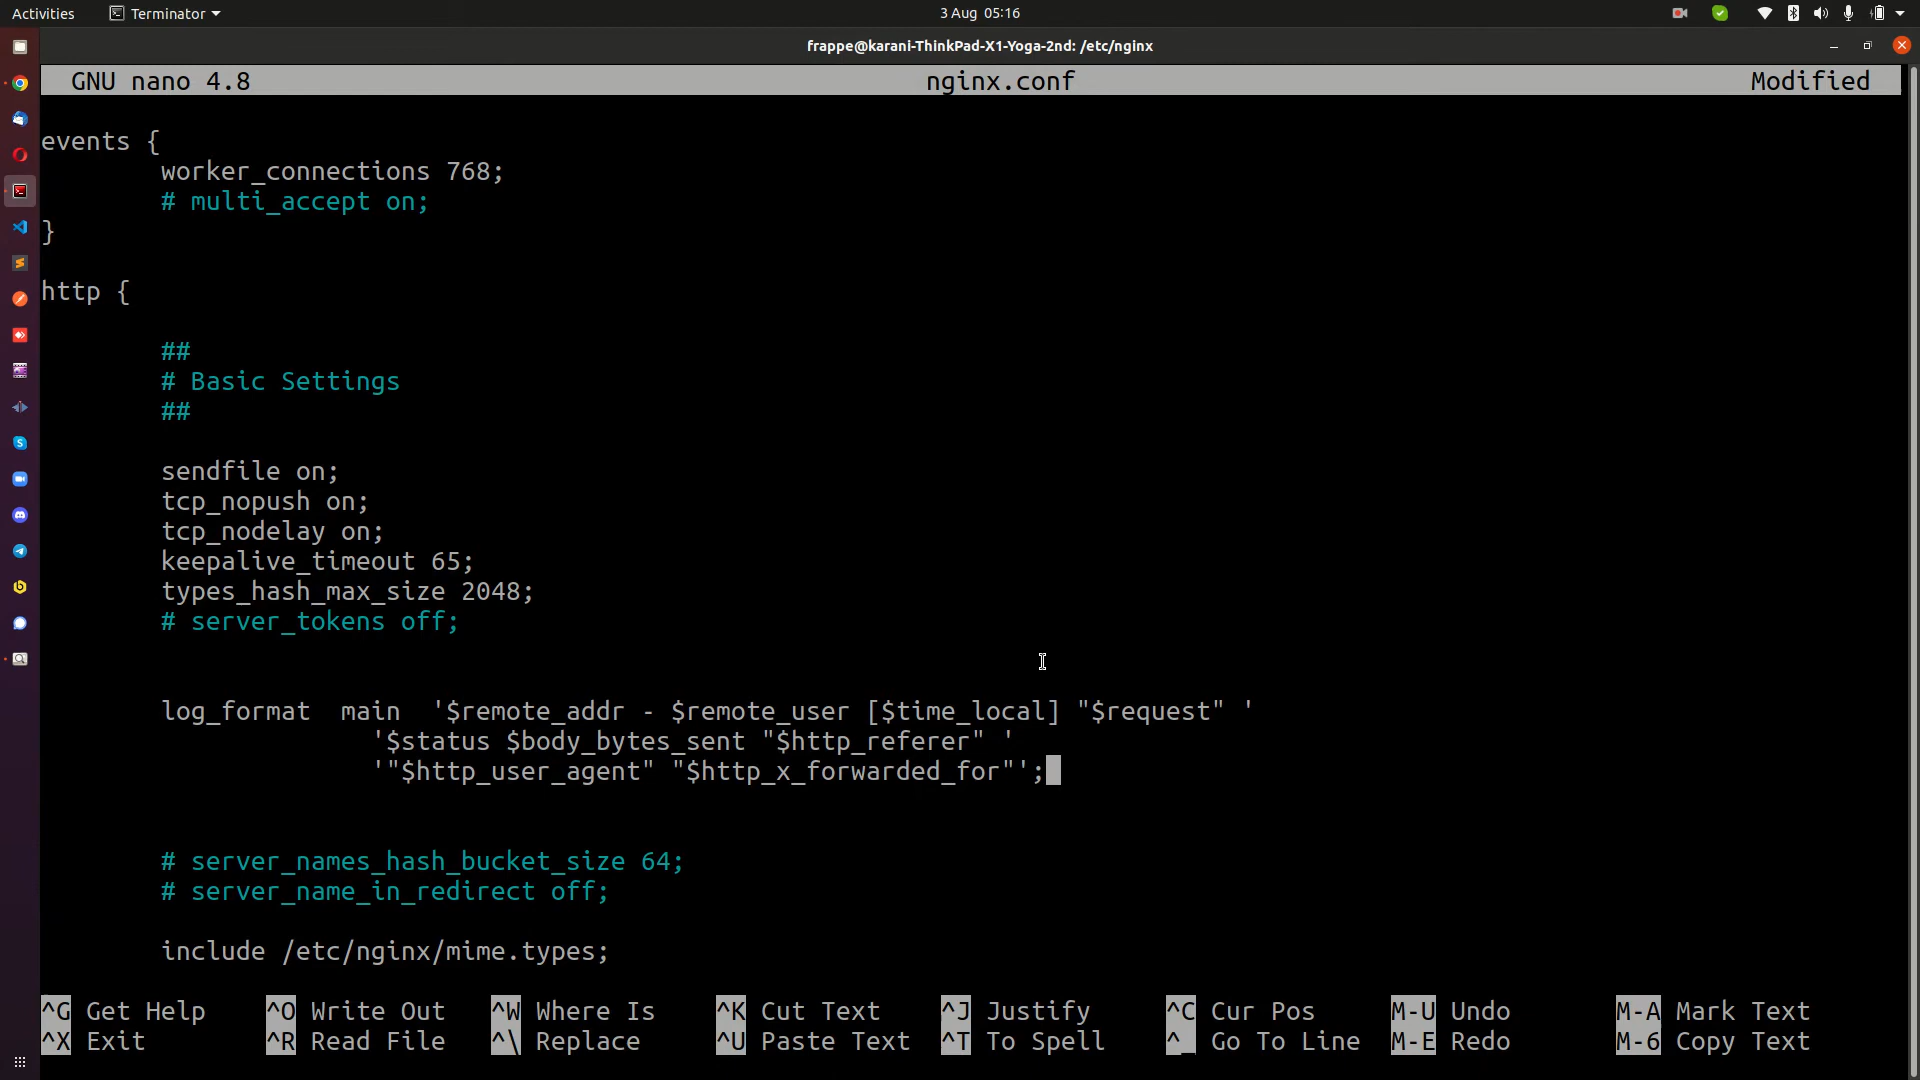 Activities Terminator 3 Aug 05:16
frappe@karani-ThinkPad-X1-Yoga-2nd: /etc/nginx
GNU nano 4.8 nginx.conf Modified
events {
worker_connections 768;
# multi_accept on;
}
http {
##
# Basic Settings
##
sendfile on;
tcp_nopush on;
tcp_nodelay on;
keepalive_timeout 65;
types_hash_max_size 2048;
# server_tokens off;
log_format  main  '$remote_addr - $remote_user [$time_local] "$request" '
'$status $body_bytes_sent "$http_referer" '
'"$http_user_agent" "$http_x_forwarded_for"';
# server_names_hash_bucket_size 64;
# server_name_in_redirect off;
include /etc/nginx/mime.types;
^G Get Help ^O Write Out ^W Where Is ^K Cut Text ^J Justify ^C Cur Pos M-U Undo M-A Mark Text
^X Exit ^R Read File ^\ Replace ^U Paste Text ^T To Spell ^_ Go To Line M-E Redo M-6 Copy Text